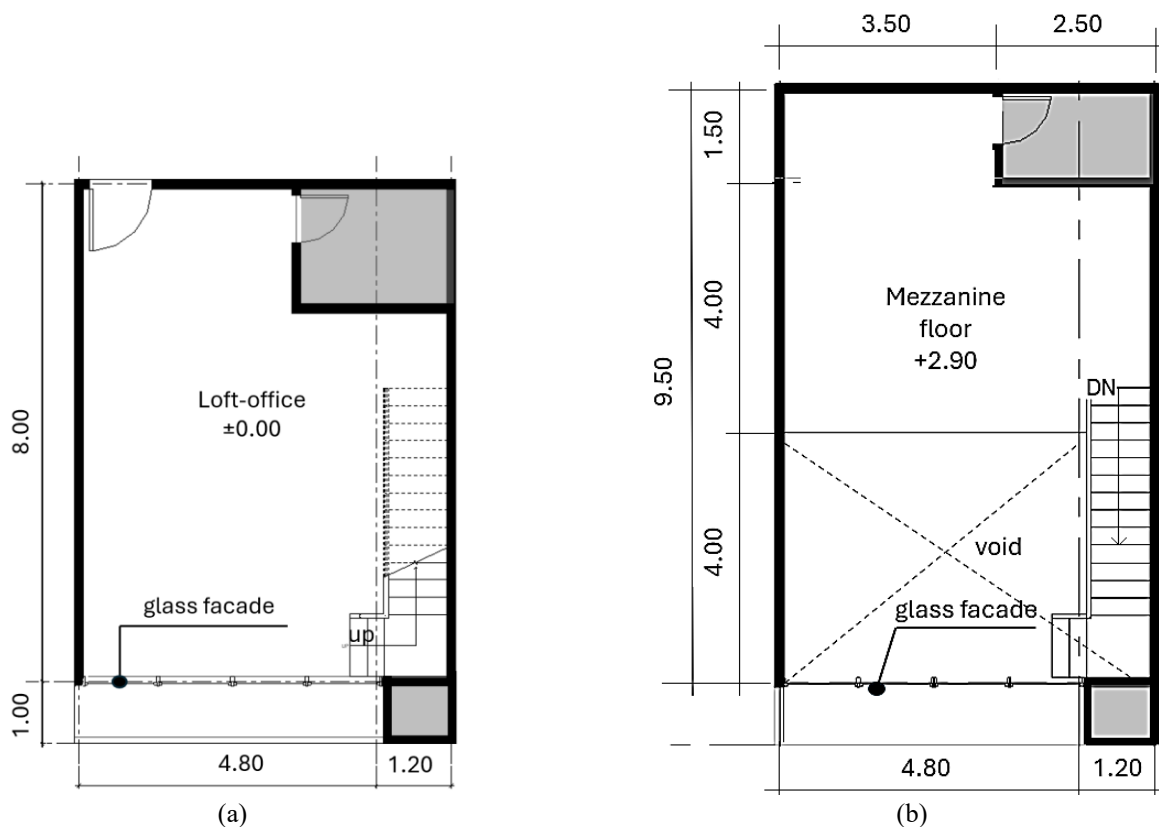 Loft-office
±0.00
8.00
glass facade
up
1.00
4.80
1.20
(a)
3.50
2.50
1.50
4.00
9.50
Mezzanine
floor
+2.90
DN
4.00
void
glass facade
4.80
1.20
(b)